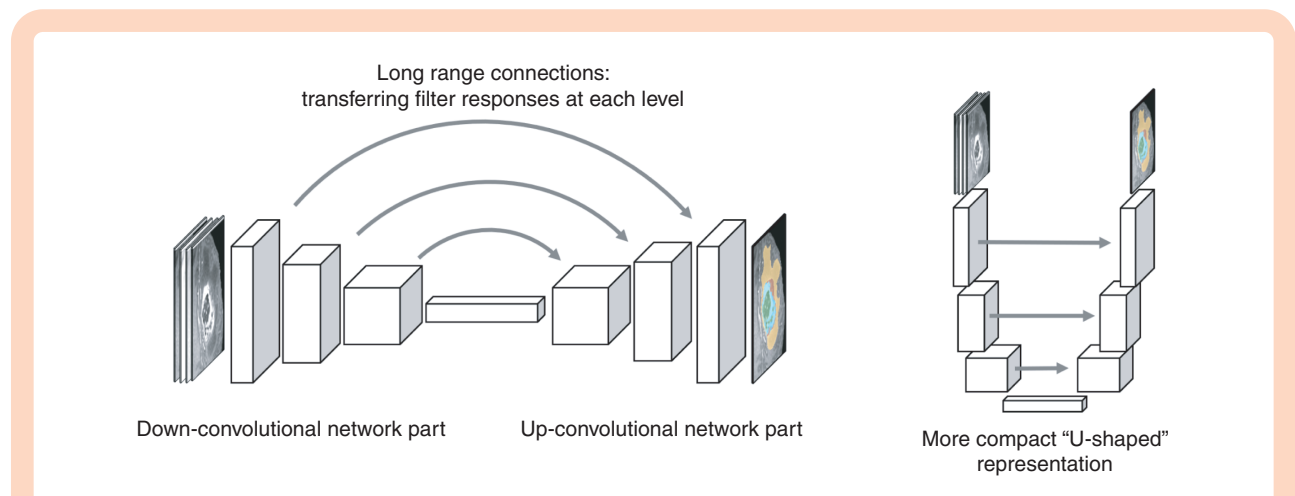 Long range connections:
transferring filter responses at each level
Down-convolutional network part
Up-convolutional network part
More compact “U-shaped”
representation